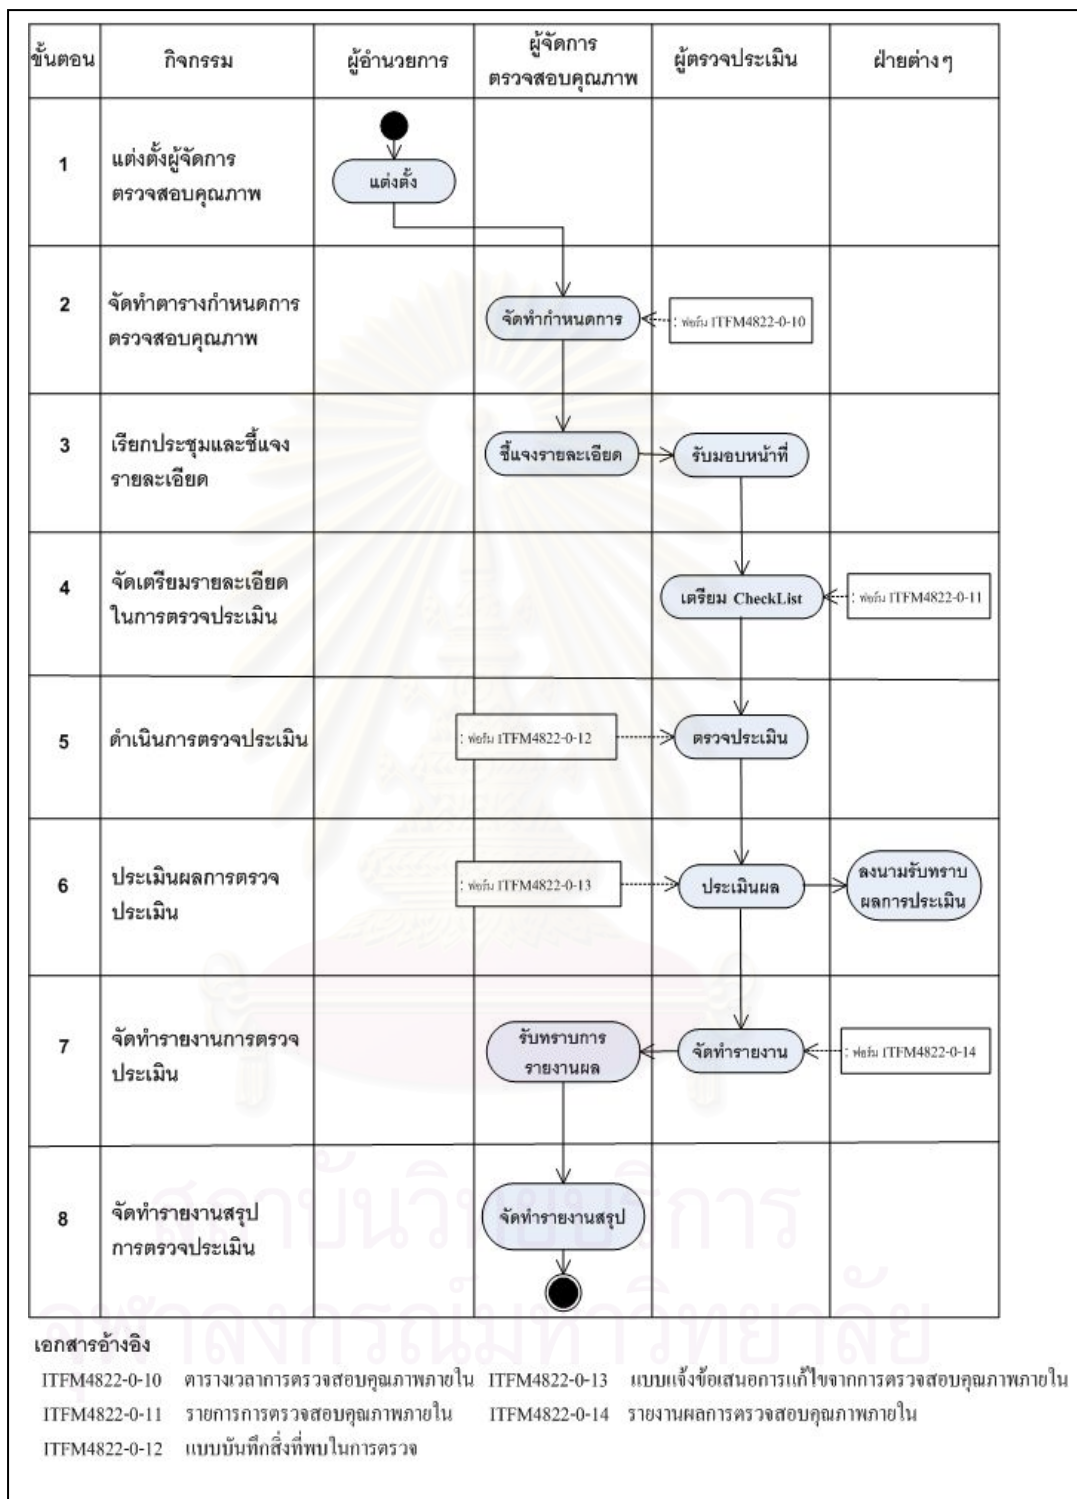 ขั้นตอน กิจกรรม ผู้อำนวยการ ผู้จัดการ ผู้ตรวจประเมิน ฝ่ายต่างๆ
ตรวจสอบคุณภาพ
1 แต่งตั้งผู้จัดการ แต่งตั้ง
ตรวจสอบคุณภาพ
2 จัดทำตารางกำหนดการ จัดทำกำหนดการ : ฟอร์ม ITFM4822-0-10
ตรวจสอบคุณภาพ
3 เรียกประชุมและชี้แจง ชี้แจงรายละเอียด รับมอบหน้าที่
รายละเอียด
4 จัดเตรียมรายละเอียด เตรียม CheckList : ฟอร์ม ITFM4822-0-11
ในการตรวจประเมิน
5 ดำเนินการตรวจประเมิน : ฟอร์ม ITFM4822-0-12 ตรวจประเมิน
6 ประเมินผลการตรวจ : ฟอร์ม ITFM4822-0-13 ประเมินผล ลงนามรับทราบ
ประเมิน ผลการประเมิน
7 จัดทำรายงานการตรวจ รับทราบการ จัดทำรายงาน : ฟอร์ม ITFM4822-0-14
ประเมิน รายงานผล
8 จัดทำรายงานสรุป จัดทำรายงานสรุป
การตรวจประเมิน
สถาบันวิทยบริการ
จุฬาลงกรณ์มหาวิทยาลัย
เอกสารอ้างอิง
ITFM4822-0-10 ตารางเวลาการตรวจสอบคุณภาพภายใน ITFM4822-0-13 แบบแจ้งข้อเสนอการแก้ไขจากการตรวจสอบคุณภาพภายใน
ITFM4822-0-11 รายการการตรวจสอบคุณภาพภายใน ITFM4822-0-14 รายงานผลการตรวจสอบคุณภาพภายใน
ITFM4822-0-12 แบบบันทึกสิ่งที่พบในการตรวจ